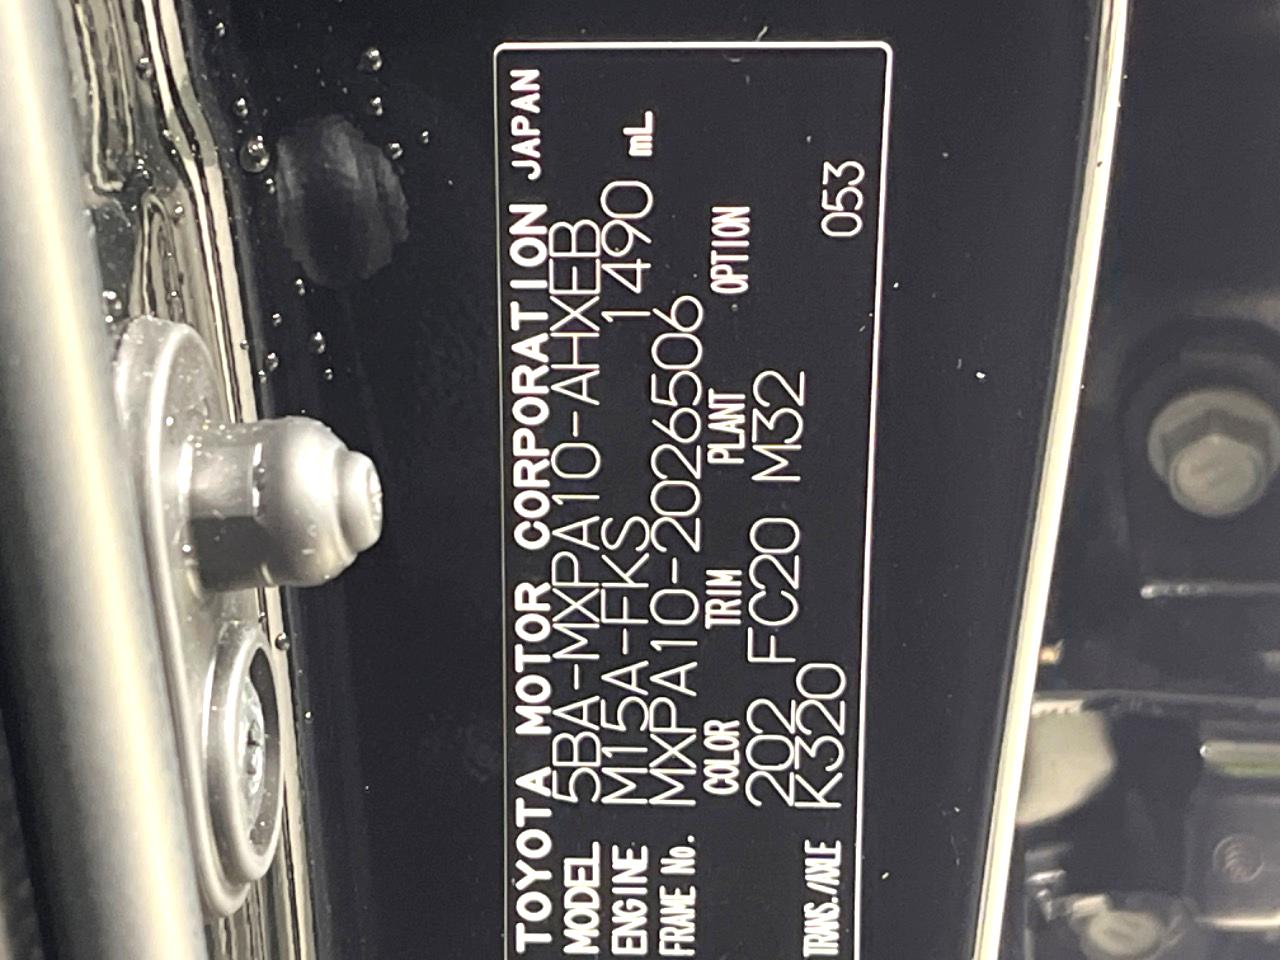 TOYOTA MOTOR CORPORATION JAPAN
MODEL 5BA-MXPA10-AHXEB
ENGINE M15A-FKS 1490 mL
FRAME No. MXPA10-2026506
COLOR TRIM PLANT OPTION
202 FC20 M32
TRANS./AXLE K320 053